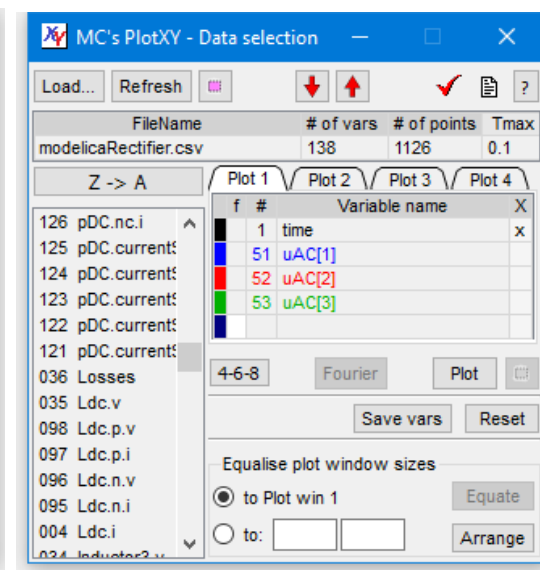 MC's PlotXY - Data selection
Load... Refresh ?
FileName # of vars # of points Tmax
modelicaRectifier.csv 138 1126 0.1
Z -> A Plot 1 Plot 2 Plot 3 Plot 4
f # Variable name X
1 time x
51 uAC[1]
52 uAC[2]
53 uAC[3]
126 pDC.nc.i
125 pDC.current
124 pDC.current
123 pDC.current
122 pDC.current
121 pDC.current
036 Losses
035 Ldc.v
098 Ldc.p.v
097 Ldc.p.i
096 Ldc.n.v
095 Ldc.n.i
004 Ldc.i
034 Inductor3.v
4-6-8 Fourier Plot
Save vars Reset
Equalise plot window sizes
to Plot win 1 Equate
to: Arrange